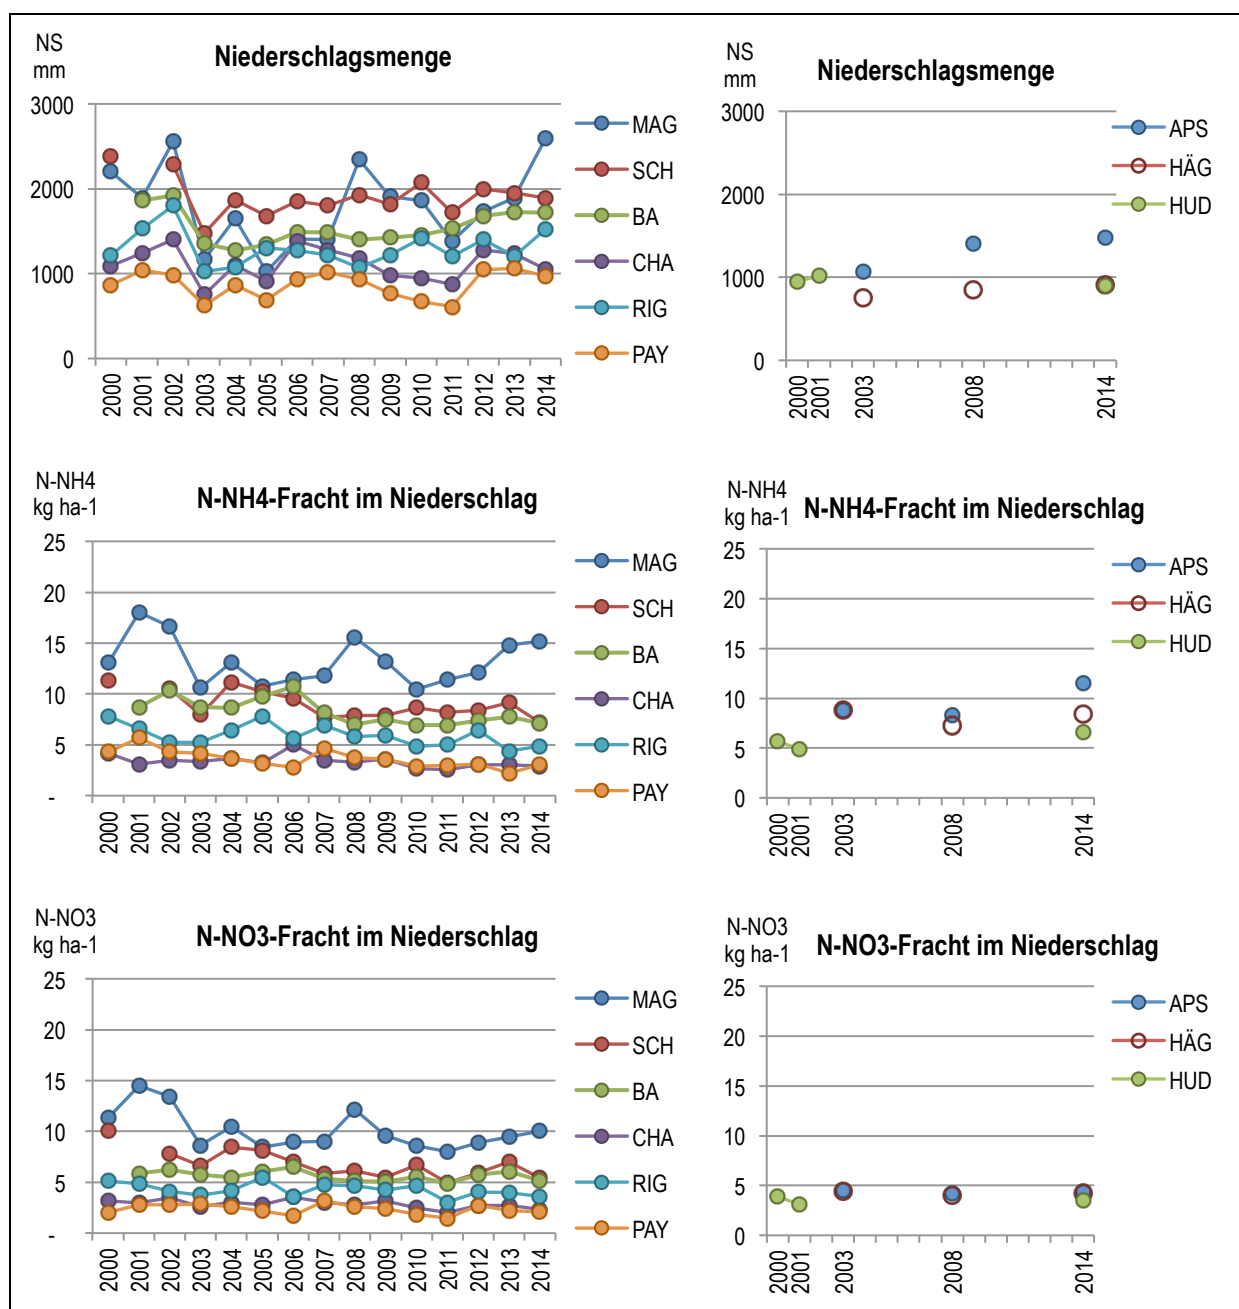 NS
mm
Niederschlagsmenge
3000
2000
1000
0
2000 2001 2002 2003 2004 2005 2006 2007 2008 2009 2010 2011 2012 2013 2014
MAG
SCH
BA
CHA
RIG
PAY
NS
mm
Niederschlagsmenge
3000
2000
1000
0
2000 2001 2003 2008 2014
APS
HÄG
HUD
N-NH4
kg ha-1
N-NH4-Fracht im Niederschlag
25
20
15
10
5
-
2000 2001 2002 2003 2004 2005 2006 2007 2008 2009 2010 2011 2012 2013 2014
MAG
SCH
BA
CHA
RIG
PAY
N-NH4
kg ha-1
N-NH4-Fracht im Niederschlag
25
20
15
10
5
0
2000 2001 2003 2008 2014
APS
HÄG
HUD
N-NO3
kg ha-1
N-NO3-Fracht im Niederschlag
25
20
15
10
5
-
2000 2001 2002 2003 2004 2005 2006 2007 2008 2009 2010 2011 2012 2013 2014
MAG
SCH
BA
CHA
RIG
PAY
N-NO3
kg ha-1
N-NO3-Fracht im Niederschlag
25
20
15
10
5
0
2000 2001 2003 2008 2014
APS
HÄG
HUD